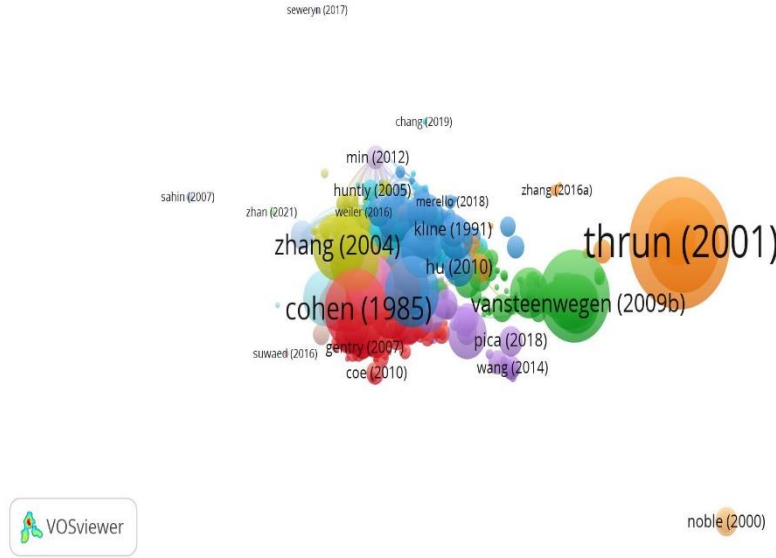 seweryn (2017)
chang (2019)
min (2012)
huntly (2005)
zhang (2016a)
sahin (2007)
merello (2018)
zhan (2021)
weiler (2016)
kline (1991)
zhang (2004)
thrun (2001)
hu (2010)
cohen (1985)
vansteenwegen (2009b)
pica (2018)
gentry (2007)
suwaed (2016)
wang (2014)
coe (2010)
noble (2000)
VOSviewer